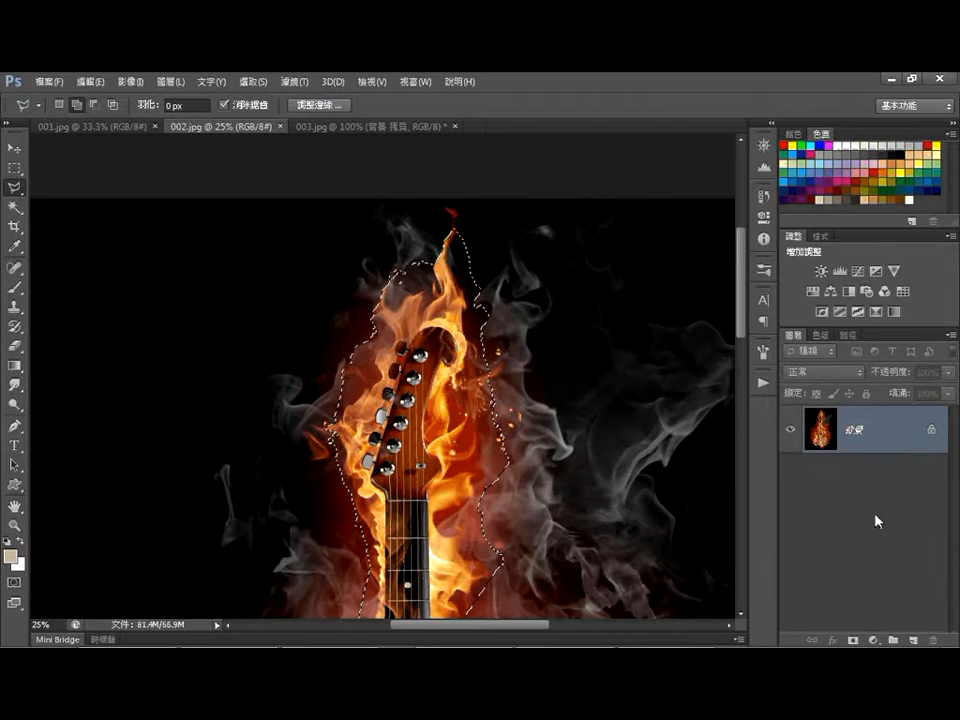 Ps 檔案(F) 編輯(E) 影像(I) 圖層(L) 文字(Y) 選取(S) 濾鏡(T) 3D(D) 檢視(V) 視窗(W) 說明(H)
羽化: 0 px 消除鋸齒 調整邊緣... 基本功能
001.jpg @ 33.3% (RGB/8#) × 002.jpg @ 25% (RGB/8#) × 003.jpg @ 100% (背景 拷貝, RGB/8) * ×
顏色 色票
調整 樣式
增加調整
圖層 色版 路徑
種類
正常 不透明度: 100%
鎖定: 填滿: 100%
背景
25% 文件: 81.4M/66.9M
Mini Bridge 時間軸